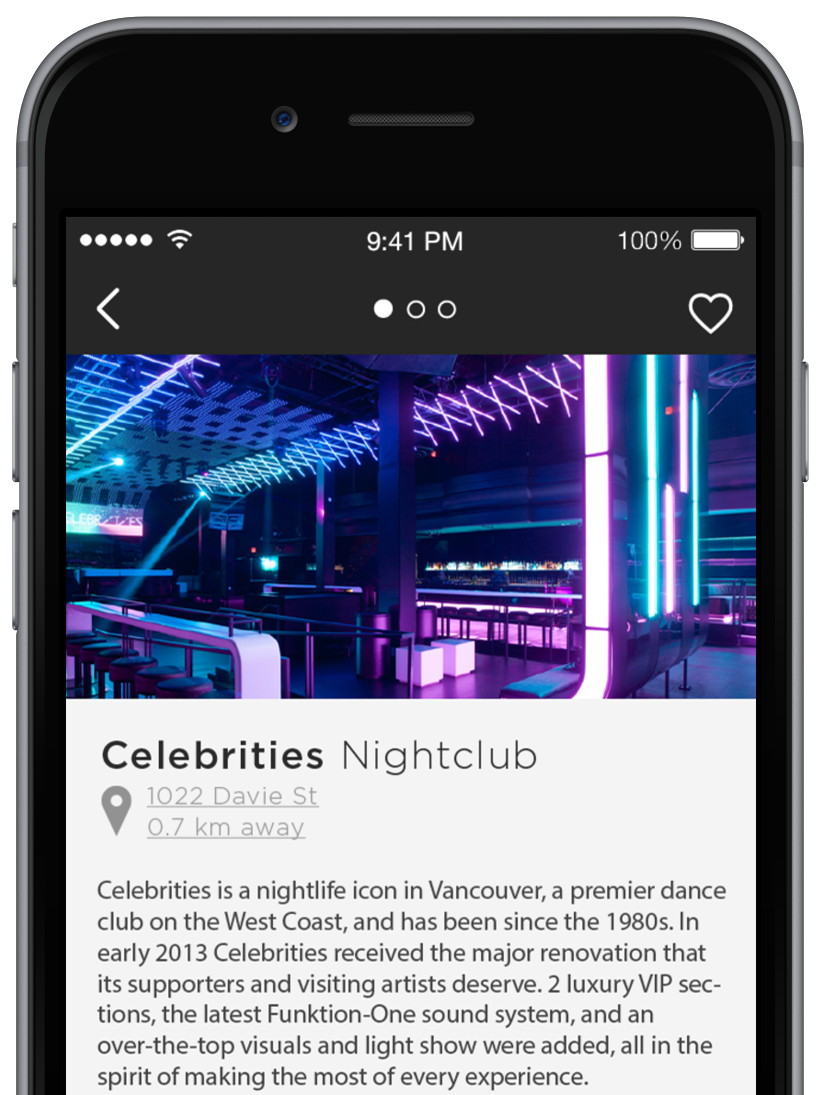 9:41 PM 100%
CELEBRITIES
Celebrities Nightclub
1022 Davie St
0.7 km away
Celebrities is a nightlife icon in Vancouver, a premier dance
club on the West Coast, and has been since the 1980s. In
early 2013 Celebrities received the major renovation that
its supporters and visiting artists deserve. 2 luxury VIP sec-
tions, the latest Funktion-One sound system, and an
over-the-top visuals and light show were added, all in the
spirit of making the most of every experience.